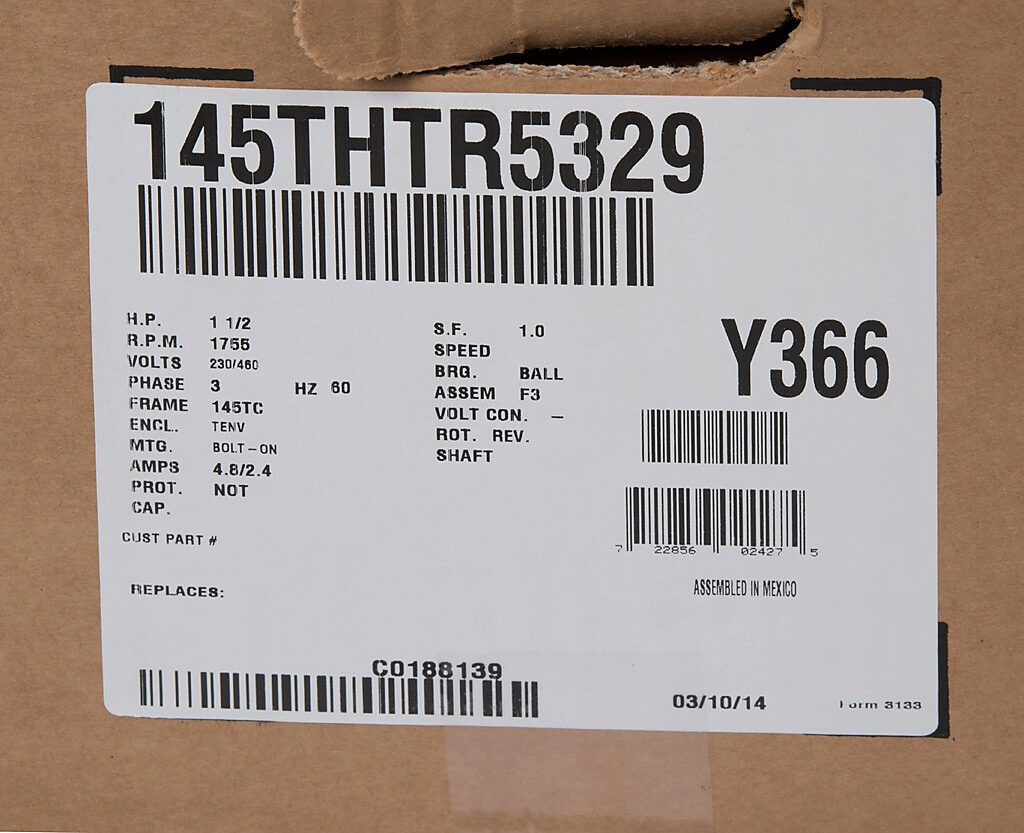 145THTR5329
H.P. 1 1/2
R.P.M. 1755
VOLTS 230/460
PHASE 3 HZ 60
FRAME 145TC
ENCL. TENV
MTG. BOLT-ON
AMPS 4.8/2.4
PROT. NOT
CAP.
CUST PART #
REPLACES:
S.F. 1.0
SPEED
BRG. BALL
ASSEM F3
VOLT CON. –
ROT. REV.
SHAFT
Y366
7 22856 02427 5
ASSEMBLED IN MEXICO
C0188139
03/10/14
Form 3133